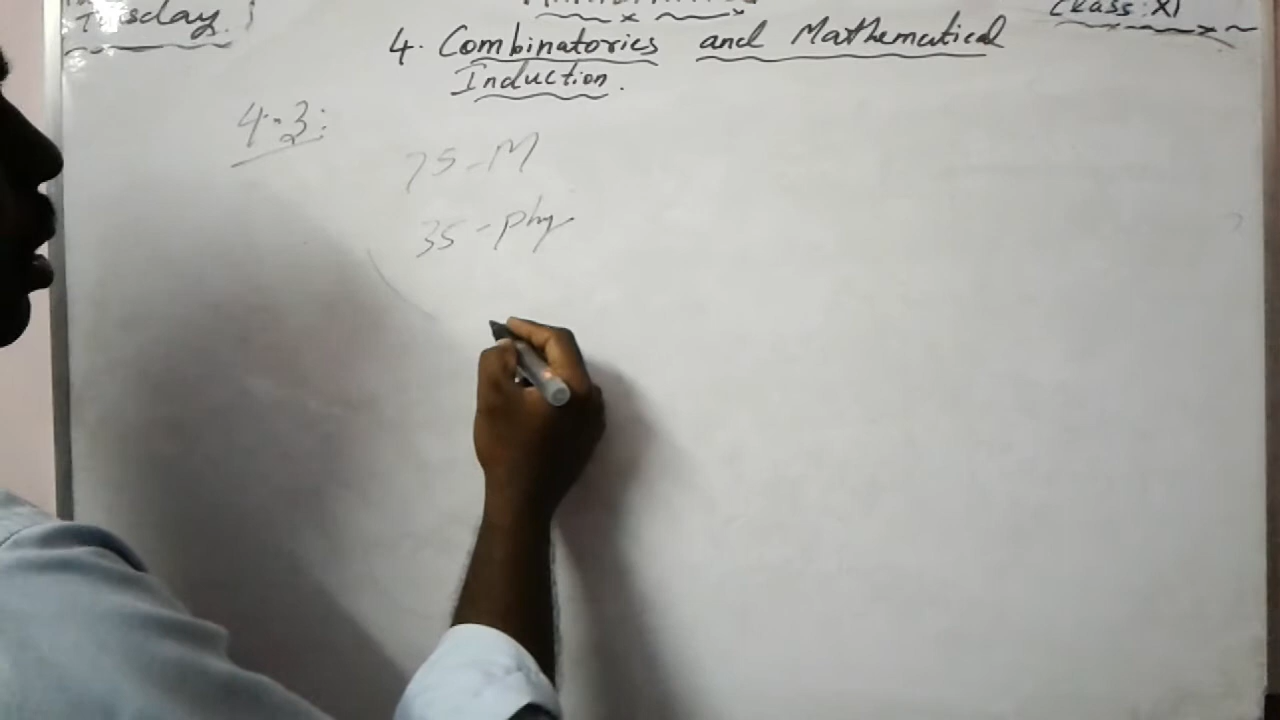 Tuesday.
Class: XI
4. Combinatorics and Mathematical
Induction.
4.3:
75-M
35-phy